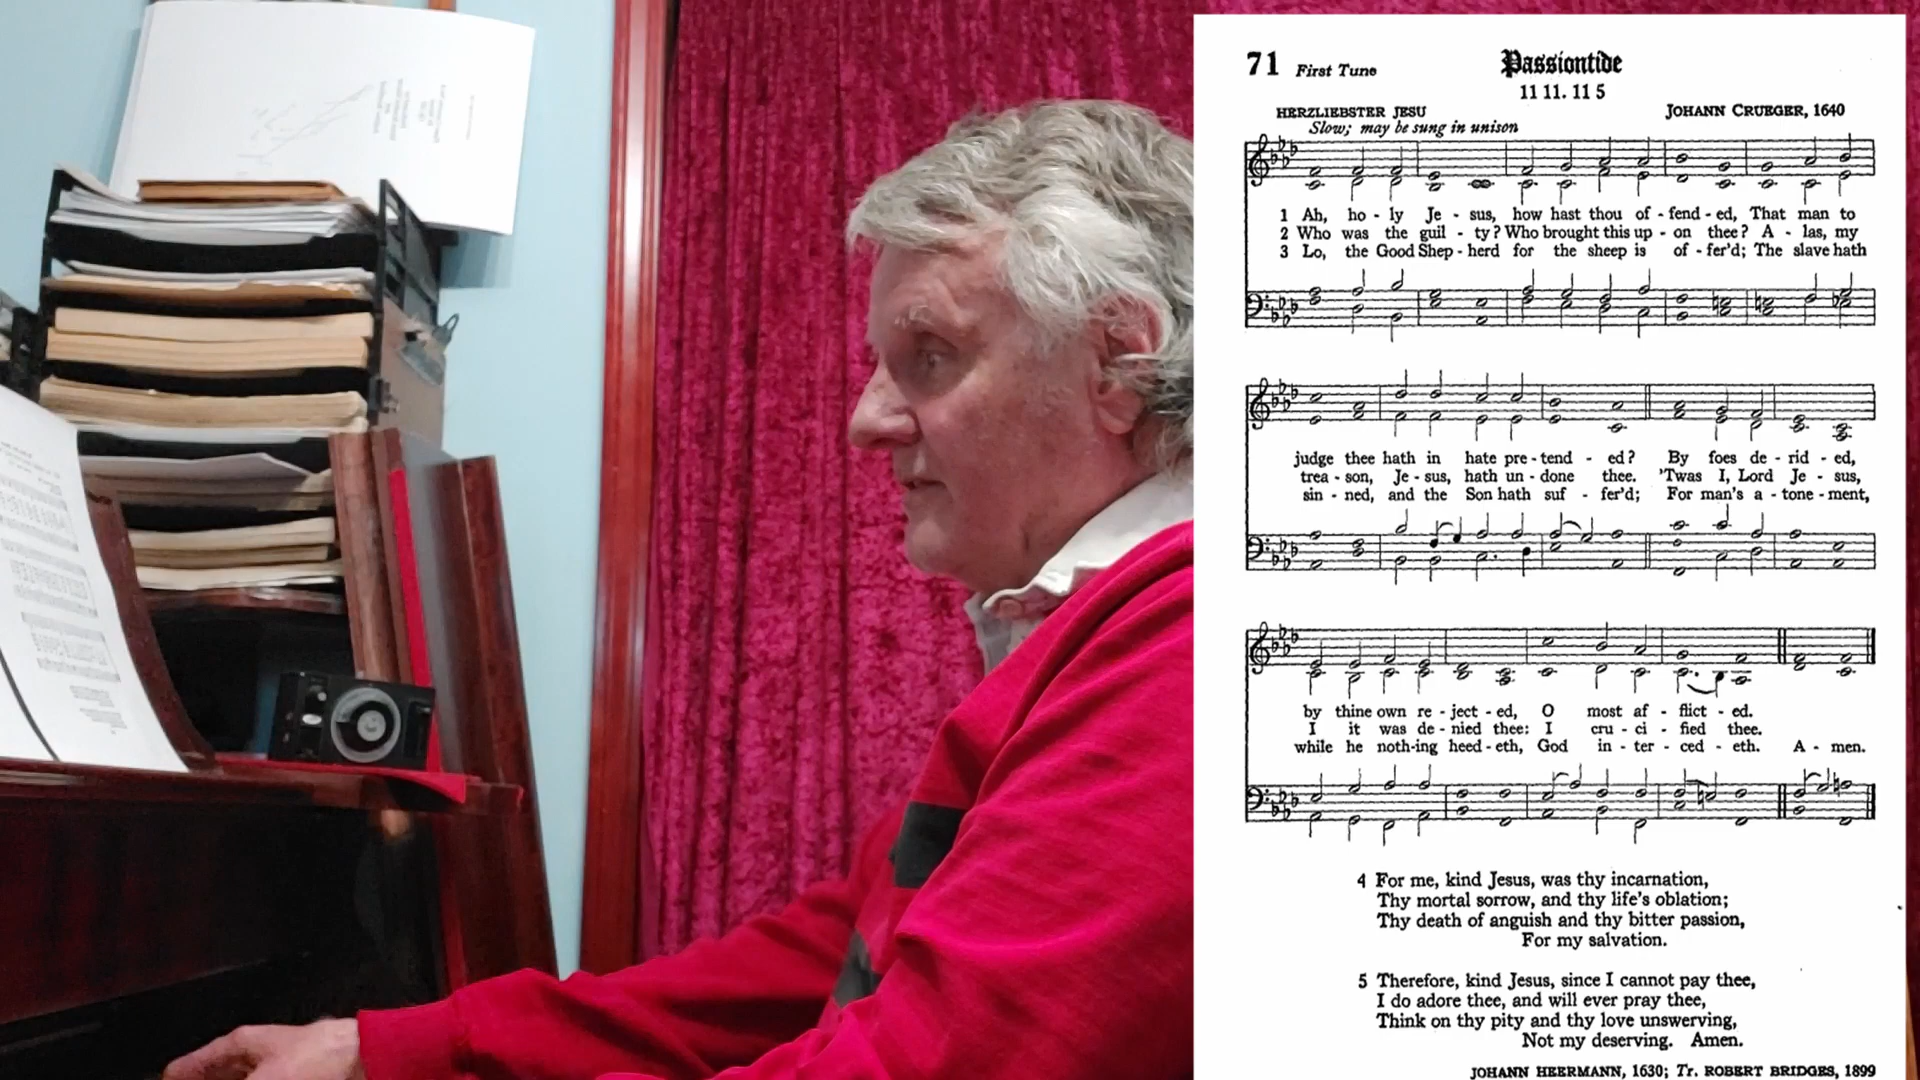 71 First Tune
Passiontide
11 11. 11 5
HERZLIEBSTER JESU
JOHANN CRUEGER, 1640
Slow; may be sung in unison
1 Ah, ho - ly Je - sus, how hast thou of - fend - ed, That man to
2 Who was the guil - ty? Who brought this up - on thee? A - las, my
3 Lo, the Good Shep - herd for the sheep is of - fer'd; The slave hath
judge thee hath in hate pre - tend - ed? By foes de - rid - ed,
trea - son, Je - sus, hath un - done thee. 'Twas I, Lord Je - sus,
sin - ned, and the Son hath suf - fer'd; For man's a - tone - ment,
by thine own re - ject - ed, O most af - flict - ed.
I it was de - nied thee: I cru - ci - fied thee.
while he noth-ing heed - eth, God in - ter - ced - eth. A - men.
4 For me, kind Jesus, was thy incarnation,
Thy mortal sorrow, and thy life's oblation;
Thy death of anguish and thy bitter passion,
For my salvation.
5 Therefore, kind Jesus, since I cannot pay thee,
I do adore thee, and will ever pray thee,
Think on thy pity and thy love unswerving,
Not my deserving. Amen.
JOHANN HEERMANN, 1630; Tr. ROBERT BRIDGES, 1899